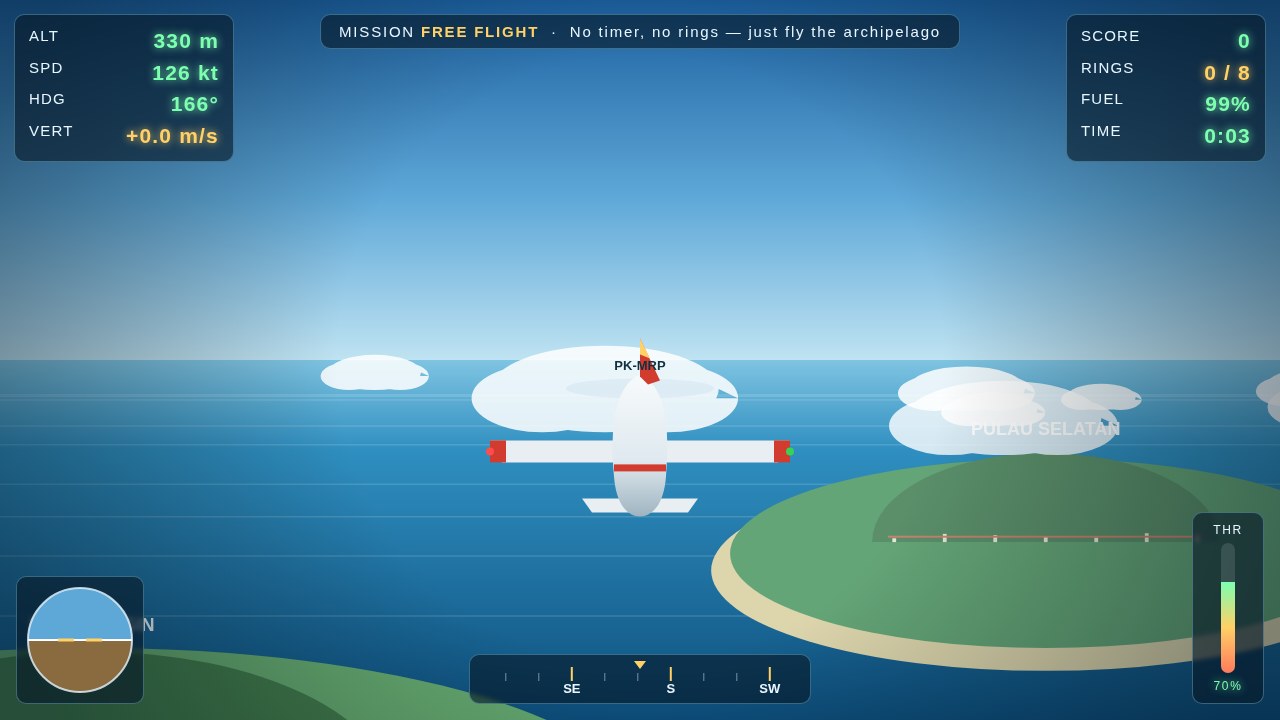 ALT 330 m
SPD 126 kt
HDG 166°
VERT +0.0 m/s
MISSION FREE FLIGHT · No timer, no rings — just fly the archipelago
SCORE 0
RINGS 0 / 8
FUEL 99%
TIME 0:03
PK-MRP
PULAU SELATAN
THR
70%
SE S SW